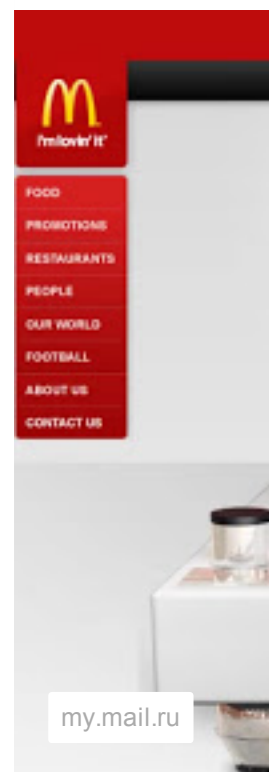 M
i'm lovin' it®
FOOD
PROMOTIONS
RESTAURANTS
PEOPLE
OUR WORLD
FOOTBALL
ABOUT US
CONTACT US
my.mail.ru